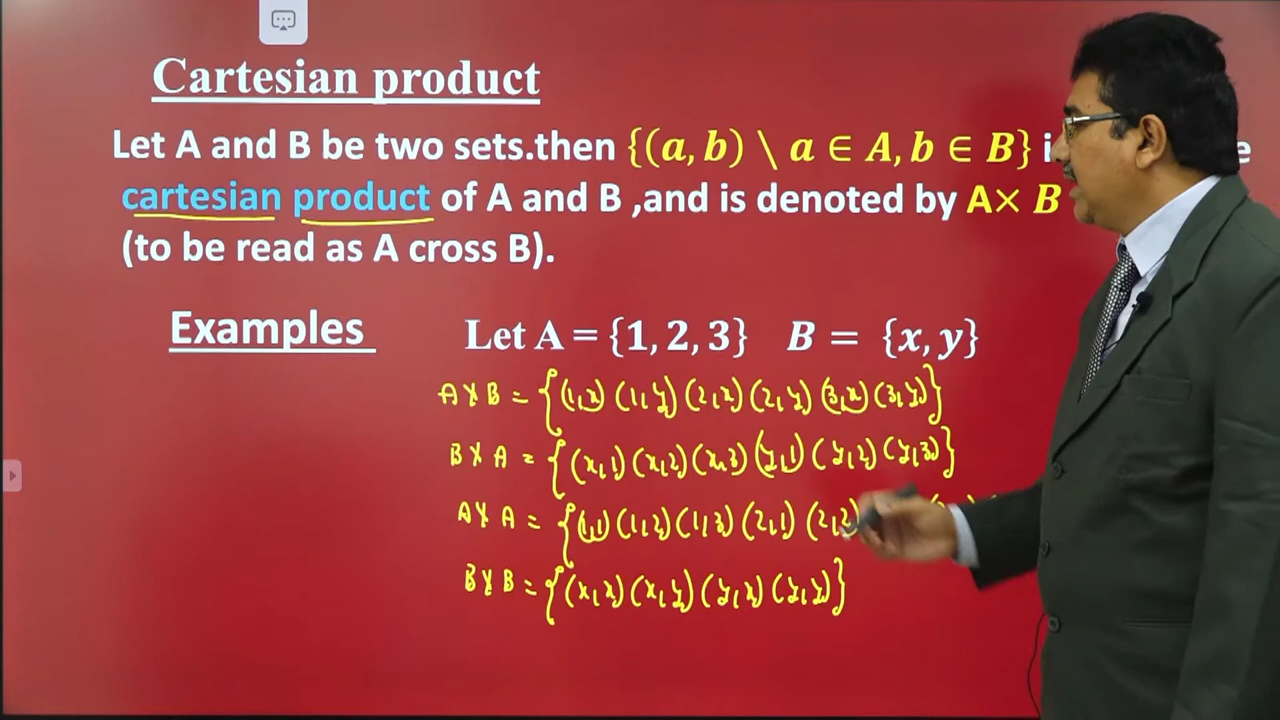 Cartesian product
Let A and B be two sets.then {(a, b) \ a ∈ A, b ∈ B}
cartesian product of A and B ,and is denoted by A× B
(to be read as A cross B).
Examples Let A = {1, 2, 3} B = {x, y}
A X B = {(1,x) (1,y) (2,x) (2,y) (3,x) (3,y)}
B X A = {(x,1) (x,2) (x,3) (y,1) (y,2) (y,3)}
A X A = {(1,1) (1,2) (1,3) (2,1) (2,2)
B X B = {(x,x) (x,y) (y,x) (y,y)}